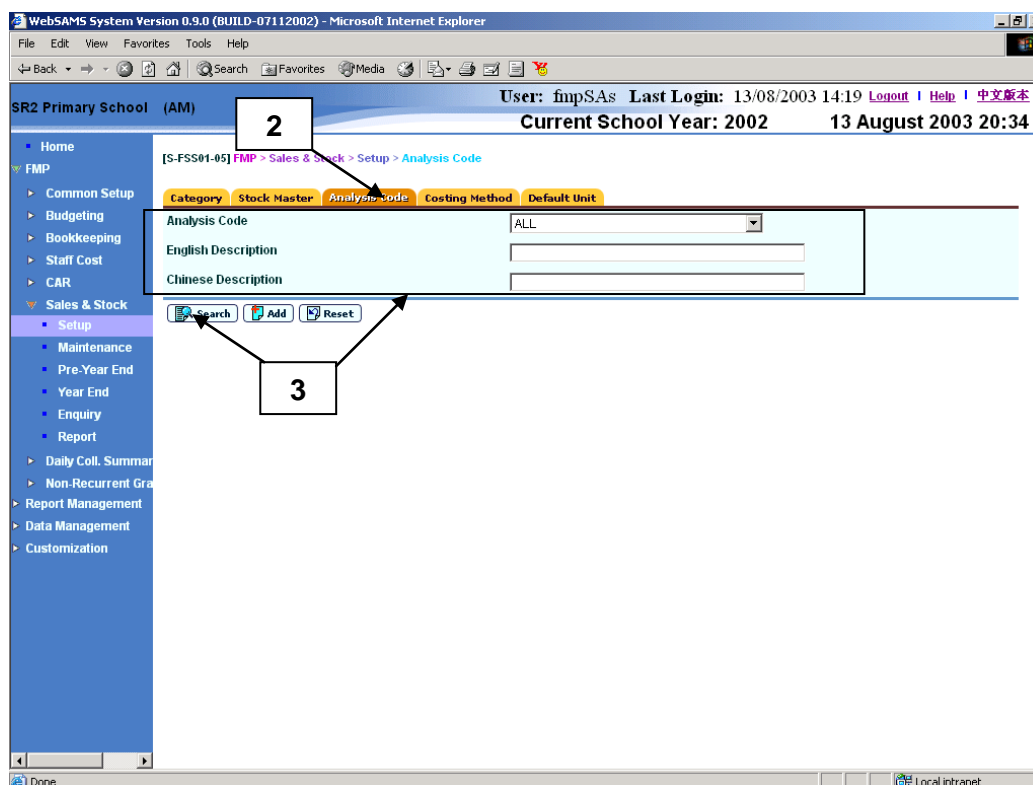 WebSAMS System Version 0.9.0 (BUILD-07112002) - Microsoft Internet Explorer
File Edit View Favorites Tools Help
Back Search Favorites Media
SR2 Primary School (AM)
User: fmpSAs Last Login: 13/08/2003 14:19 Logout | Help | 中文版本
Current School Year: 2002 13 August 2003 20:34
2
Home
FMP
Common Setup
Budgeting
Bookkeeping
Staff Cost
CAR
Sales & Stock
Setup
Maintenance
Pre-Year End
Year End
Enquiry
Report
Daily Coll. Summar
Non-Recurrent Gra
Report Management
Data Management
Customization
[S-FSS01-05] FMP > Sales & Stock > Setup > Analysis Code
Category Stock Master Analysis Code Costing Method Default Unit
Analysis Code ALL
English Description
Chinese Description
Search Add Reset
3
Done Local intranet